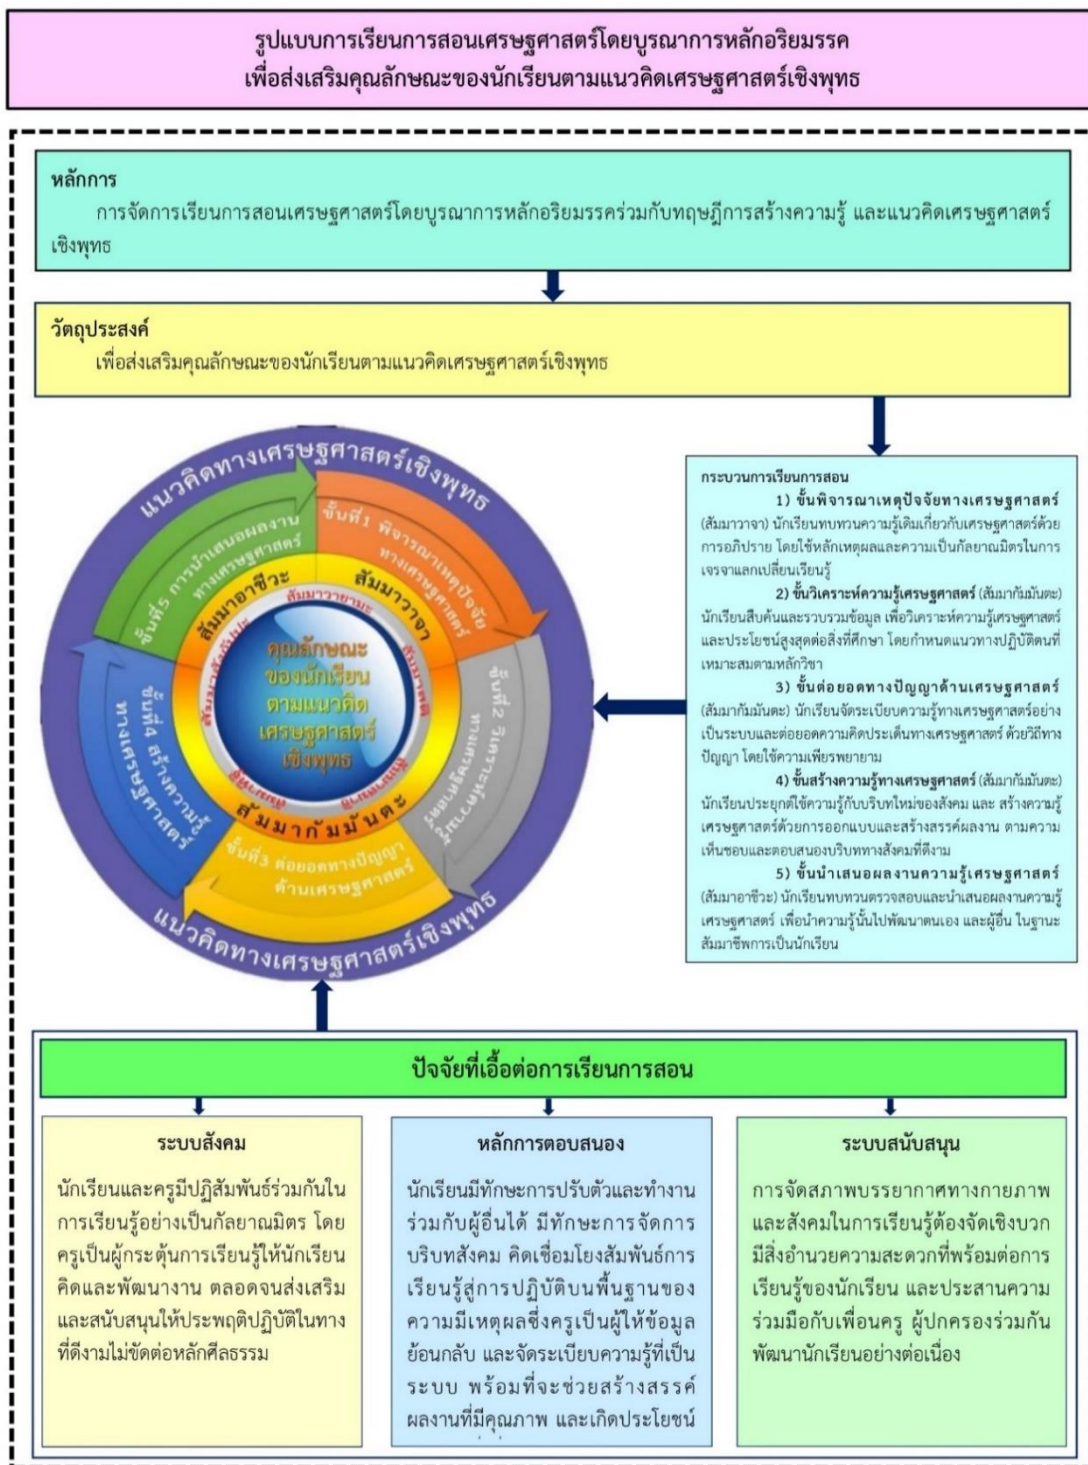 รูปแบบการเรียนการสอนเศรษฐศาสตร์โดยบูรณาการหลักอริยมรรค
เพื่อส่งเสริมคุณลักษณะของนักเรียนตามแนวคิดเศรษฐศาสตร์เชิงพุทธ
หลักการ
การจัดการเรียนการสอนเศรษฐศาสตร์โดยบูรณาการหลักอริยมรรคร่วมกับทฤษฎีการสร้างความรู้ และแนวคิดเศรษฐศาสตร์
เชิงพุทธ
วัตถุประสงค์
เพื่อส่งเสริมคุณลักษณะของนักเรียนตามแนวคิดเศรษฐศาสตร์เชิงพุทธ
แนวคิดทางเศรษฐศาสตร์เชิงพุทธ
ขั้นที่1 พิจารณาเหตุปัจจัย
ทางเศรษฐศาสตร์
ขั้นที่2 วิเคราะห์ความรู้
ทางเศรษฐศาสตร์
ขั้นที่3 ต่อยอดทางปัญญา
ด้านเศรษฐศาสตร์
ขั้นที่4 สร้างความรู้
ทางเศรษฐศาสตร์
ขั้นที่5 การนำเสนอผลงาน
ทางเศรษฐศาสตร์
สัมมาอาชีวะ
สัมมาวาจา
สัมมากัมมันตะ
สัมมาวายามะ
สัมมาสติ
สัมมาสมาธิ
สัมมาทิฏฐิ
สัมมาสังกัปปะ
คุณลักษณะ
ของนักเรียน
ตามแนวคิด
เศรษฐศาสตร์
เชิงพุทธ
แนวคิดทางเศรษฐศาสตร์เชิงพุทธ
กระบวนการเรียนการสอน
1) ขั้นพิจารณาเหตุปัจจัยทางเศรษฐศาสตร์
(สัมมาวาจา) นักเรียนทบทวนความรู้เดิมเกี่ยวกับเศรษฐศาสตร์ด้วย
การอภิปราย โดยใช้หลักเหตุผลและความเป็นกัลยาณมิตรในการ
เจรจาแลกเปลี่ยนเรียนรู้
2) ขั้นวิเคราะห์ความรู้เศรษฐศาสตร์ (สัมมากัมมันตะ)
นักเรียนสืบค้นและรวบรวมข้อมูล เพื่อวิเคราะห์ความรู้เศรษฐศาสตร์
และประโยชน์สูงสุดต่อสิ่งที่ศึกษา โดยกำหนดแนวทางปฏิบัติตนที่
เหมาะสมตามหลักวิชา
3) ขั้นต่อยอดทางปัญญาด้านเศรษฐศาสตร์
(สัมมากัมมันตะ) นักเรียนจัดระเบียบความรู้ทางเศรษฐศาสตร์อย่าง
เป็นระบบและต่อยอดความคิดประเด็นทางเศรษฐศาสตร์ ด้วยวิถีทาง
ปัญญา โดยใช้ความเพียรพยายาม
4) ขั้นสร้างความรู้ทางเศรษฐศาสตร์ (สัมมากัมมันตะ)
นักเรียนประยุกต์ใช้ความรู้กับบริบทใหม่ของสังคม และ สร้างความรู้
เศรษฐศาสตร์ด้วยการออกแบบและสร้างสรรค์ผลงาน ตามความ
เห็นชอบและตอบสนองบริบททางสังคมที่ดีงาม
5) ขั้นนำเสนอผลงานความรู้เศรษฐศาสตร์
(สัมมาอาชีวะ) นักเรียนทบทวนตรวจสอบและนำเสนอผลงานความรู้
เศรษฐศาสตร์ เพื่อนำความรู้นั้นไปพัฒนาตนเอง และผู้อื่น ในฐานะ
สัมมาชีพการเป็นนักเรียน
ปัจจัยที่เอื้อต่อการเรียนการสอน
ระบบสังคม
นักเรียนและครูมีปฏิสัมพันธ์ร่วมกันใน
การเรียนรู้อย่างเป็นกัลยาณมิตร โดย
ครูเป็นผู้กระตุ้นการเรียนรู้ให้นักเรียน
คิดและพัฒนางาน ตลอดจนส่งเสริม
และสนับสนุนให้ประพฤติปฏิบัติในทาง
ที่ดีงามไม่ขัดต่อหลักศีลธรรม
หลักการตอบสนอง
นักเรียนมีทักษะการปรับตัวและทำงาน
ร่วมกับผู้อื่นได้ มีทักษะการจัดการ
บริบทสังคม คิดเชื่อมโยงสัมพันธ์การ
เรียนรู้สู่การปฏิบัติบนพื้นฐานของ
ความมีเหตุผลซึ่งครูเป็นผู้ให้ข้อมูล
ย้อนกลับ และจัดระเบียบความรู้ที่เป็น
ระบบ พร้อมที่จะช่วยสร้างสรรค์
ผลงานที่มีคุณภาพ และเกิดประโยชน์
ระบบสนับสนุน
การจัดสภาพบรรยากาศทางกายภาพ
และสังคมในการเรียนรู้ต้องจัดเชิงบวก
มีสิ่งอำนวยความสะดวกที่พร้อมต่อการ
เรียนรู้ของนักเรียน และประสานความ
ร่วมมือกับเพื่อนครู ผู้ปกครองร่วมกัน
พัฒนานักเรียนอย่างต่อเนื่อง